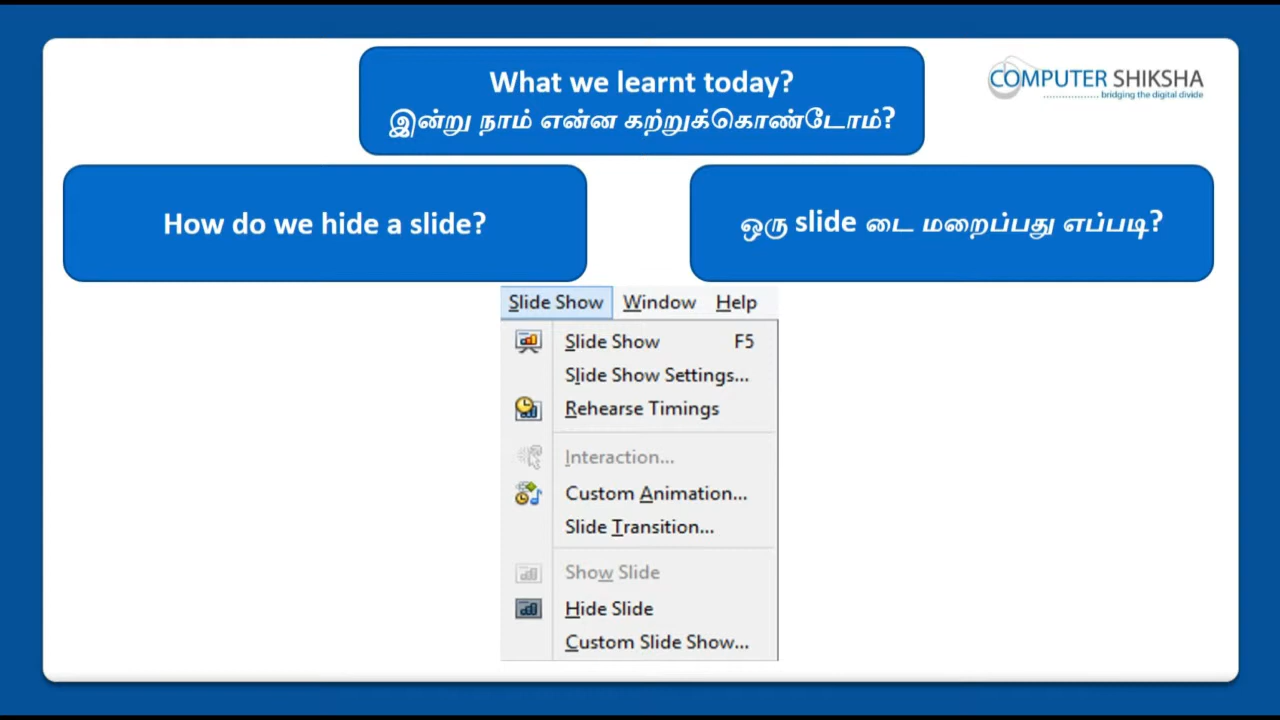 What we learnt today?
இன்று நாம் என்ன கற்றுக்கொண்டோம்?
COMPUTER SHIKSHA
bridging the digital divide
How do we hide a slide?
ஒரு slide டை மறைப்பது எப்படி?
Slide Show Window Help
Slide Show F5
Slide Show Settings...
Rehearse Timings
Interaction...
Custom Animation...
Slide Transition...
Show Slide
Hide Slide
Custom Slide Show...